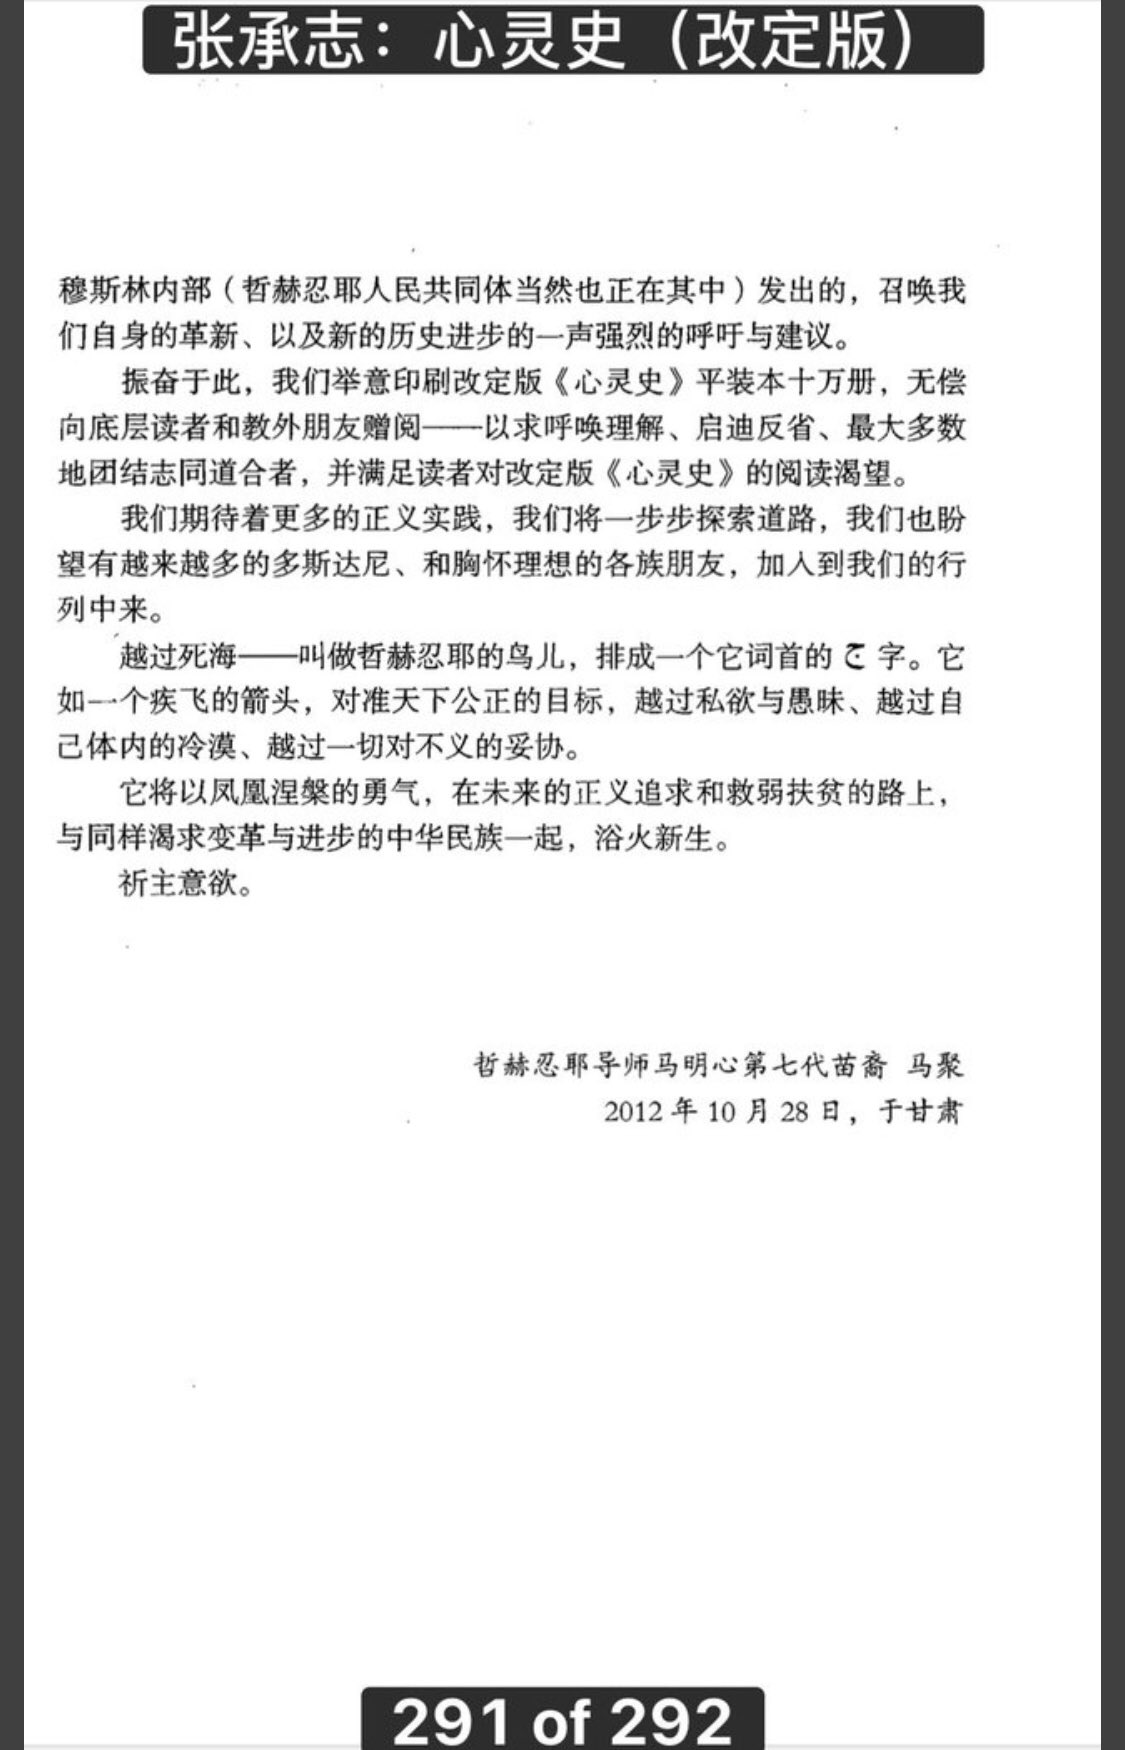 张承志：心灵史（改定版）
穆斯林内部（哲赫忍耶人民共同体当然也正在其中）发出的，召唤我
们自身的革新、以及新的历史进步的一声强烈的呼吁与建议。
振奋于此，我们举意印刷改定版《心灵史》平装本十万册，无偿
向底层读者和教外朋友赠阅——以求呼唤理解、启迪反省、最大多数
地团结志同道合者，并满足读者对改定版《心灵史》的阅读渴望。
我们期待着更多的正义实践，我们将一步步探索道路，我们也盼
望有越来越多的多斯达尼、和胸怀理想的各族朋友，加入到我们的行
列中来。
越过死海——叫做哲赫忍耶的鸟儿，排成一个它词首的 ج 字。它
如一个疾飞的箭头，对准天下公正的目标，越过私欲与愚昧、越过自
己体内的冷漠、越过一切对不义的妥协。
它将以凤凰涅槃的勇气，在未来的正义追求和救弱扶贫的路上，
与同样渴求变革与进步的中华民族一起，浴火新生。
祈主意欲。
哲赫忍耶导师马明心第七代苗裔 马聚
2012 年 10 月 28 日，于甘肃
291 of 292